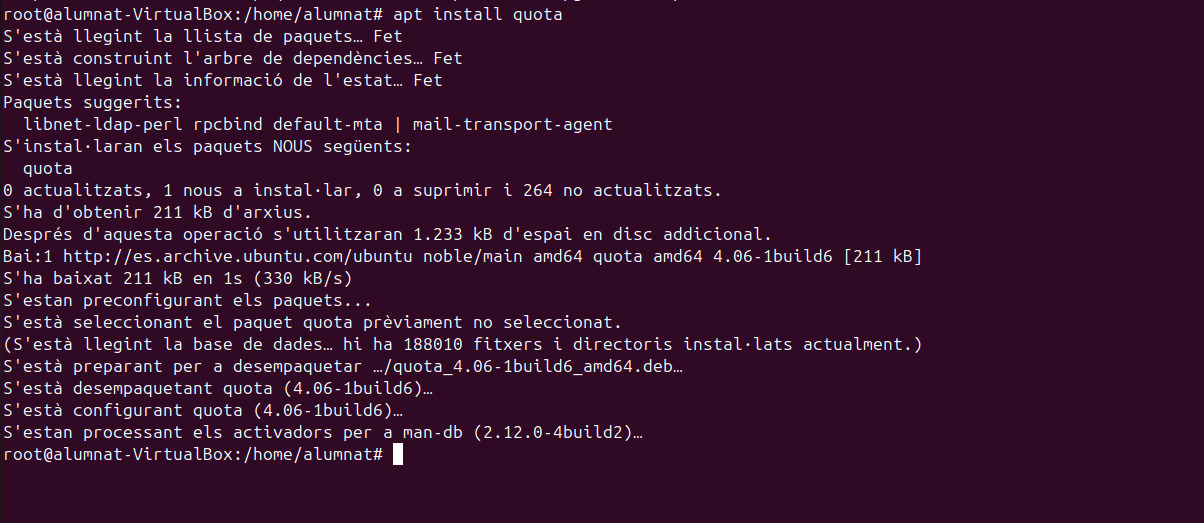 root@alumnat-VirtualBox:/home/alumnat# apt install quota
S'està llegint la llista de paquets… Fet
S'està construint l'arbre de dependències… Fet
S'està llegint la informació de l'estat… Fet
Paquets suggerits:
  libnet-ldap-perl rpcbind default-mta | mail-transport-agent
S'instal·laran els paquets NOUS següents:
  quota
0 actualitzats, 1 nous a instal·lar, 0 a suprimir i 264 no actualitzats.
S'ha d'obtenir 211 kB d'arxius.
Després d'aquesta operació s'utilitzaran 1.233 kB d'espai en disc addicional.
Bai:1 http://es.archive.ubuntu.com/ubuntu noble/main amd64 quota amd64 4.06-1build6 [211 kB]
S'ha baixat 211 kB en 1s (330 kB/s)
S'estan preconfigurant els paquets...
S'està seleccionant el paquet quota prèviament no seleccionat.
(S'està llegint la base de dades… hi ha 188010 fitxers i directoris instal·lats actualment.)
S'està preparant per a desempaquetar …/quota_4.06-1build6_amd64.deb…
S'està desempaquetant quota (4.06-1build6)…
S'està configurant quota (4.06-1build6)…
S'estan processant els activadors per a man-db (2.12.0-4build2)…
root@alumnat-VirtualBox:/home/alumnat#